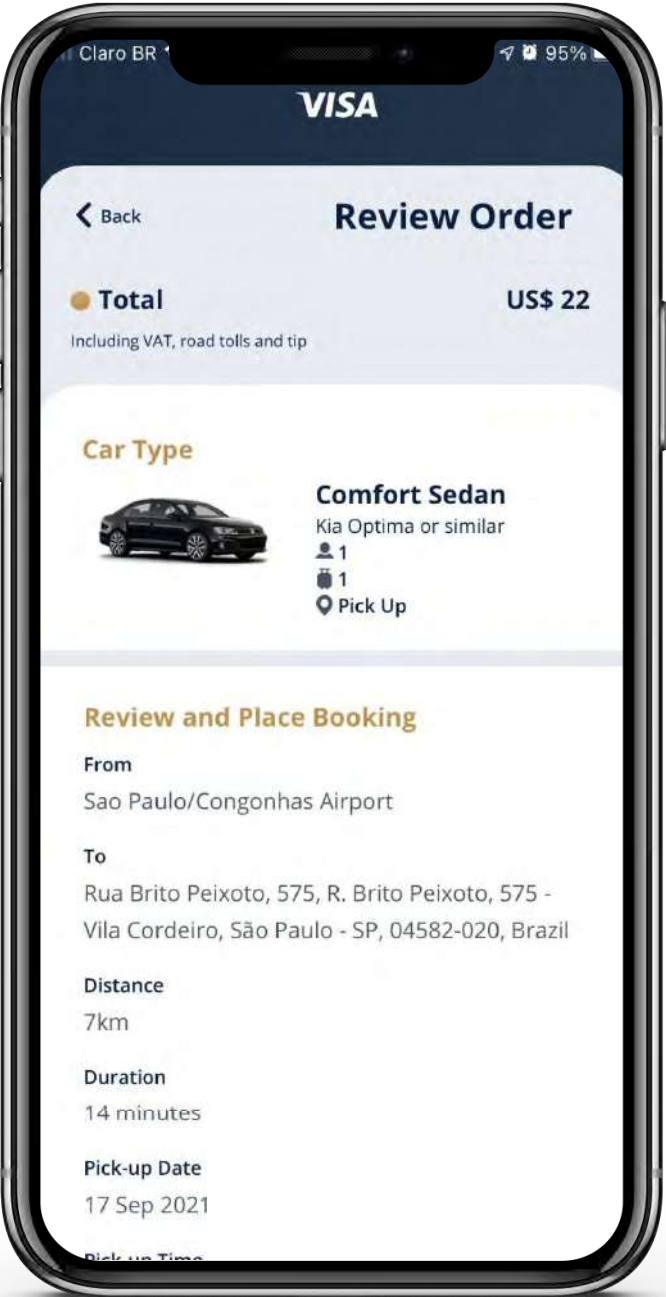 Claro BR
95%
VISA
Back
Review Order
Total
US$ 22
Including VAT, road tolls and tip
Car Type
Comfort Sedan
Kia Optima or similar
1
1
Pick Up
Review and Place Booking
From
Sao Paulo/Congonhas Airport
To
Rua Brito Peixoto, 575, R. Brito Peixoto, 575 -
Vila Cordeiro, São Paulo - SP, 04582-020, Brazil
Distance
7km
Duration
14 minutes
Pick-up Date
17 Sep 2021
Pick-up Time